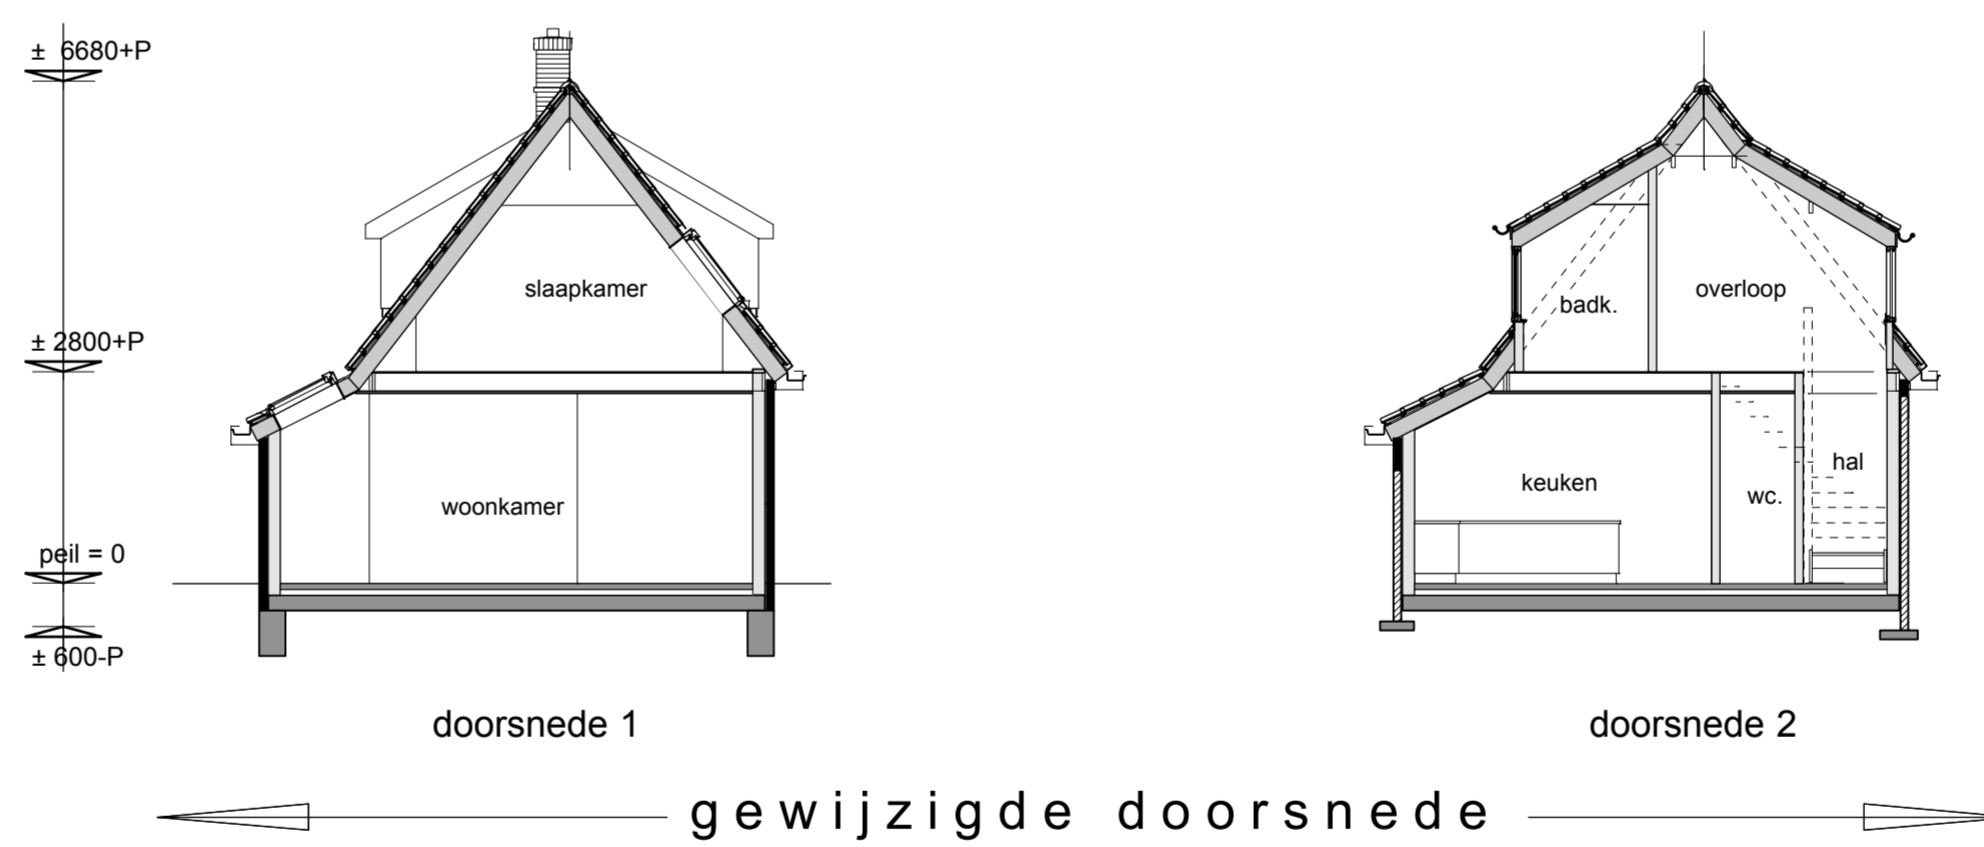 ± 6680+P
± 2800+P
peil = 0
± 600-P
slaapkamer
woonkamer
doorsnede 1
badk.
overloop
keuken
wc.
hal
doorsnede 2
gewijzigde doorsnede